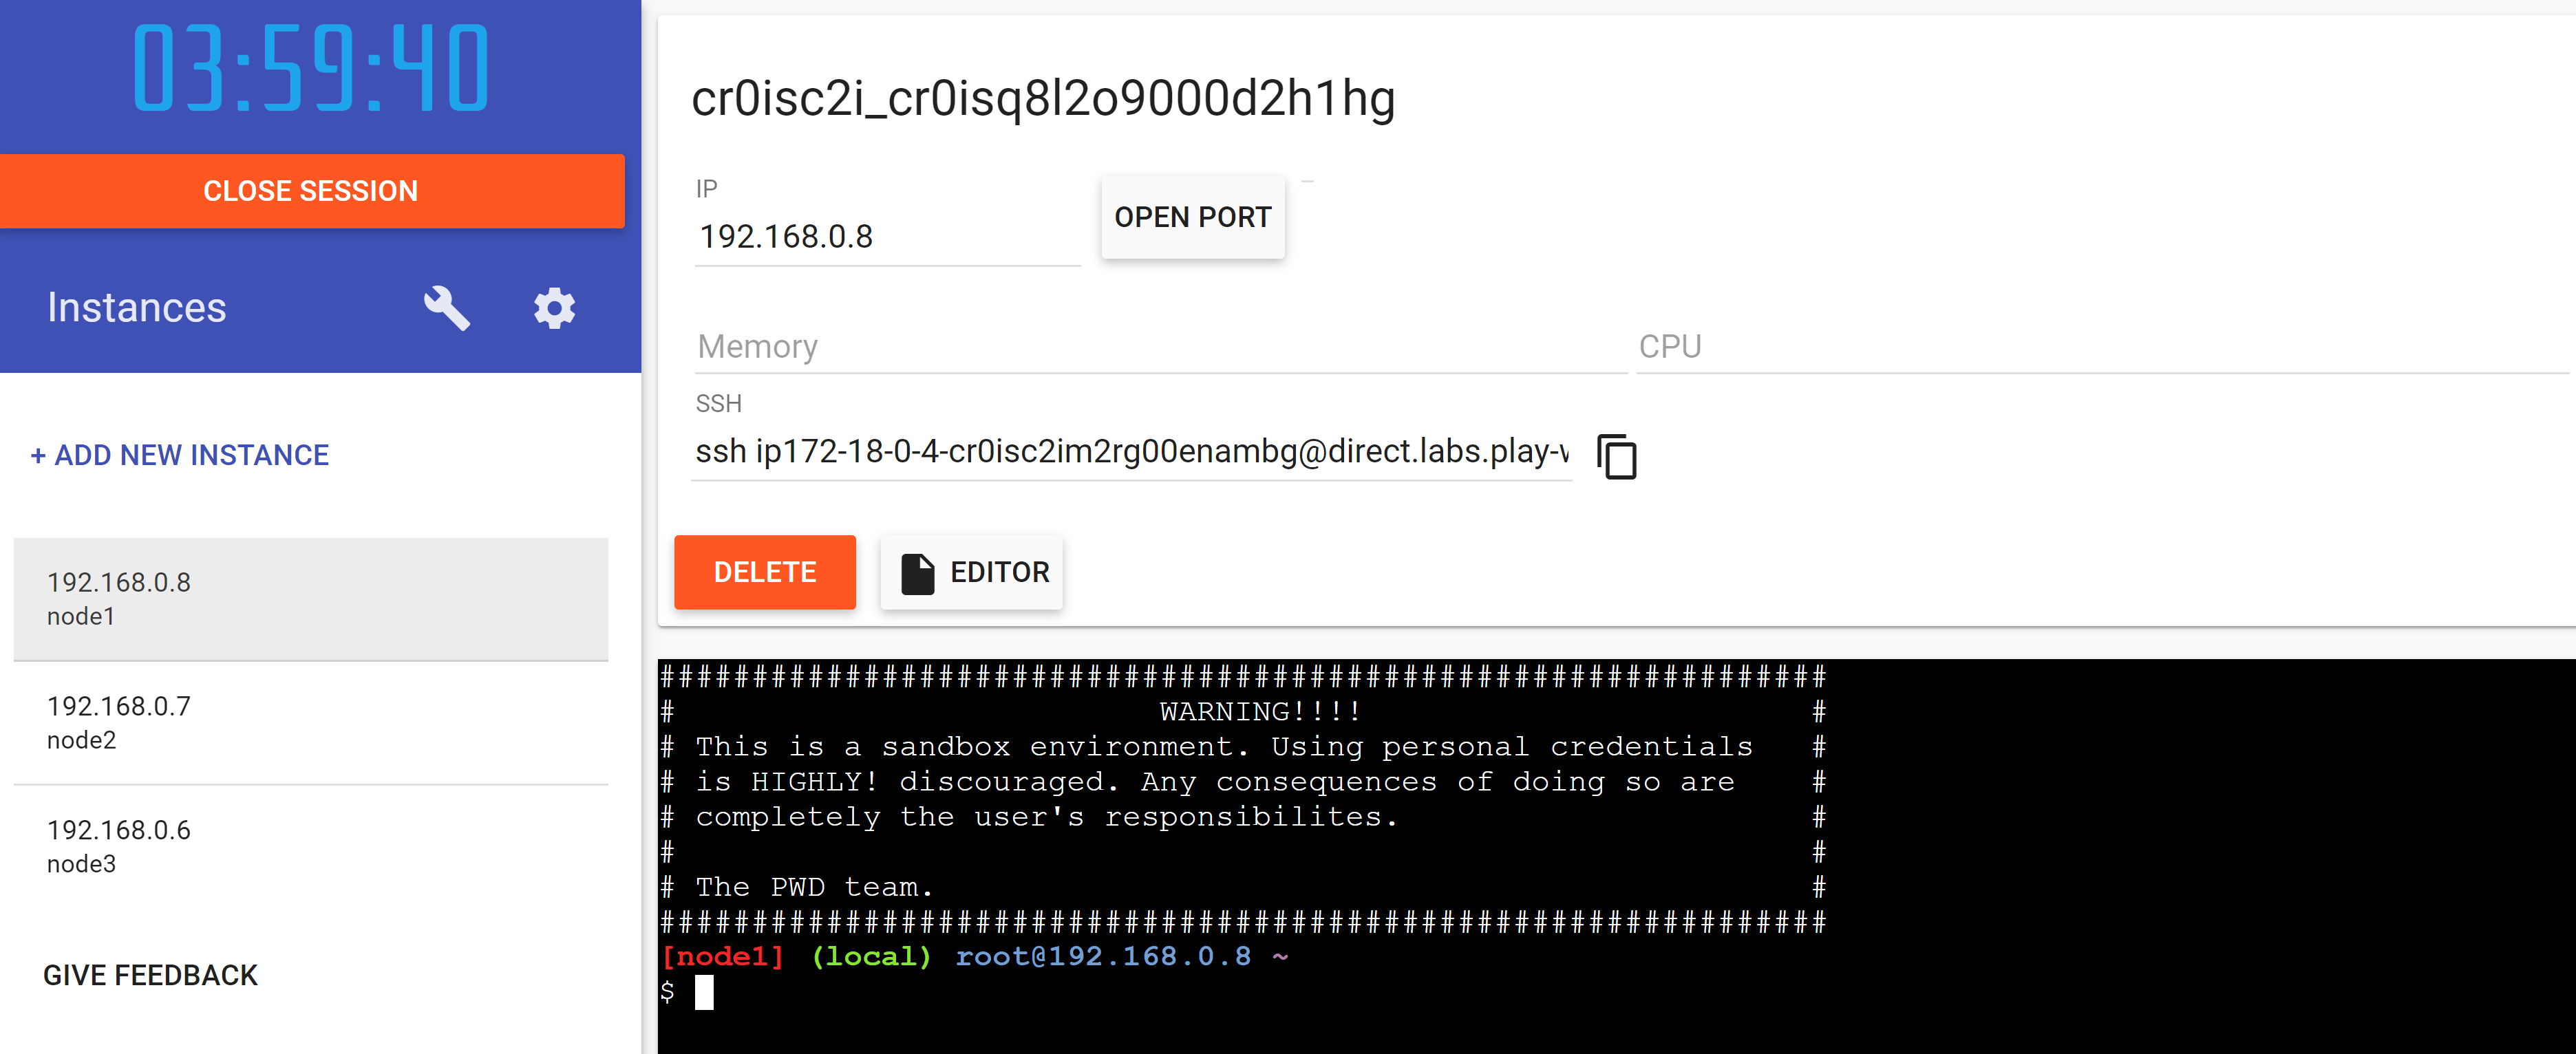 03:59:40
CLOSE SESSION
Instances
+ ADD NEW INSTANCE
192.168.0.8
node1
192.168.0.7
node2
192.168.0.6
node3
GIVE FEEDBACK
cr0isc2i_cr0isq8l2o9000d2h1hg
IP
192.168.0.8
OPEN PORT
Memory
CPU
SSH
ssh ip172-18-0-4-cr0isc2im2rg00enambg@direct.labs.play-w
DELETE
EDITOR
###############################################################
# WARNING!!!! #
# This is a sandbox environment. Using personal credentials #
# is HIGHLY! discouraged. Any consequences of doing so are #
# completely the user's responsibilites. #
# #
# The PWD team. #
###############################################################
[node1] (local) root@192.168.0.8 ~
$